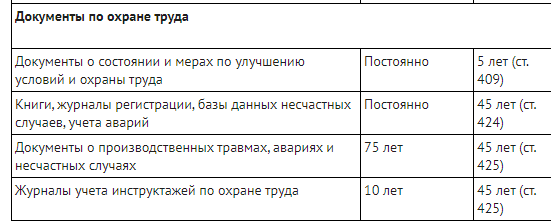 Документы по охране труда
Документы о состоянии и мерах по улучшению Постоянно 5 лет (ст.
условий и охраны труда 409)
Книги, журналы регистрации, базы данных несчастных Постоянно 45 лет (ст.
случаев, учета аварий 424)
Документы о производственных травмах, авариях и 75 лет 45 лет (ст.
несчастных случаях 425)
Журналы учета инструктажей по охране труда 10 лет 45 лет (ст.
425)